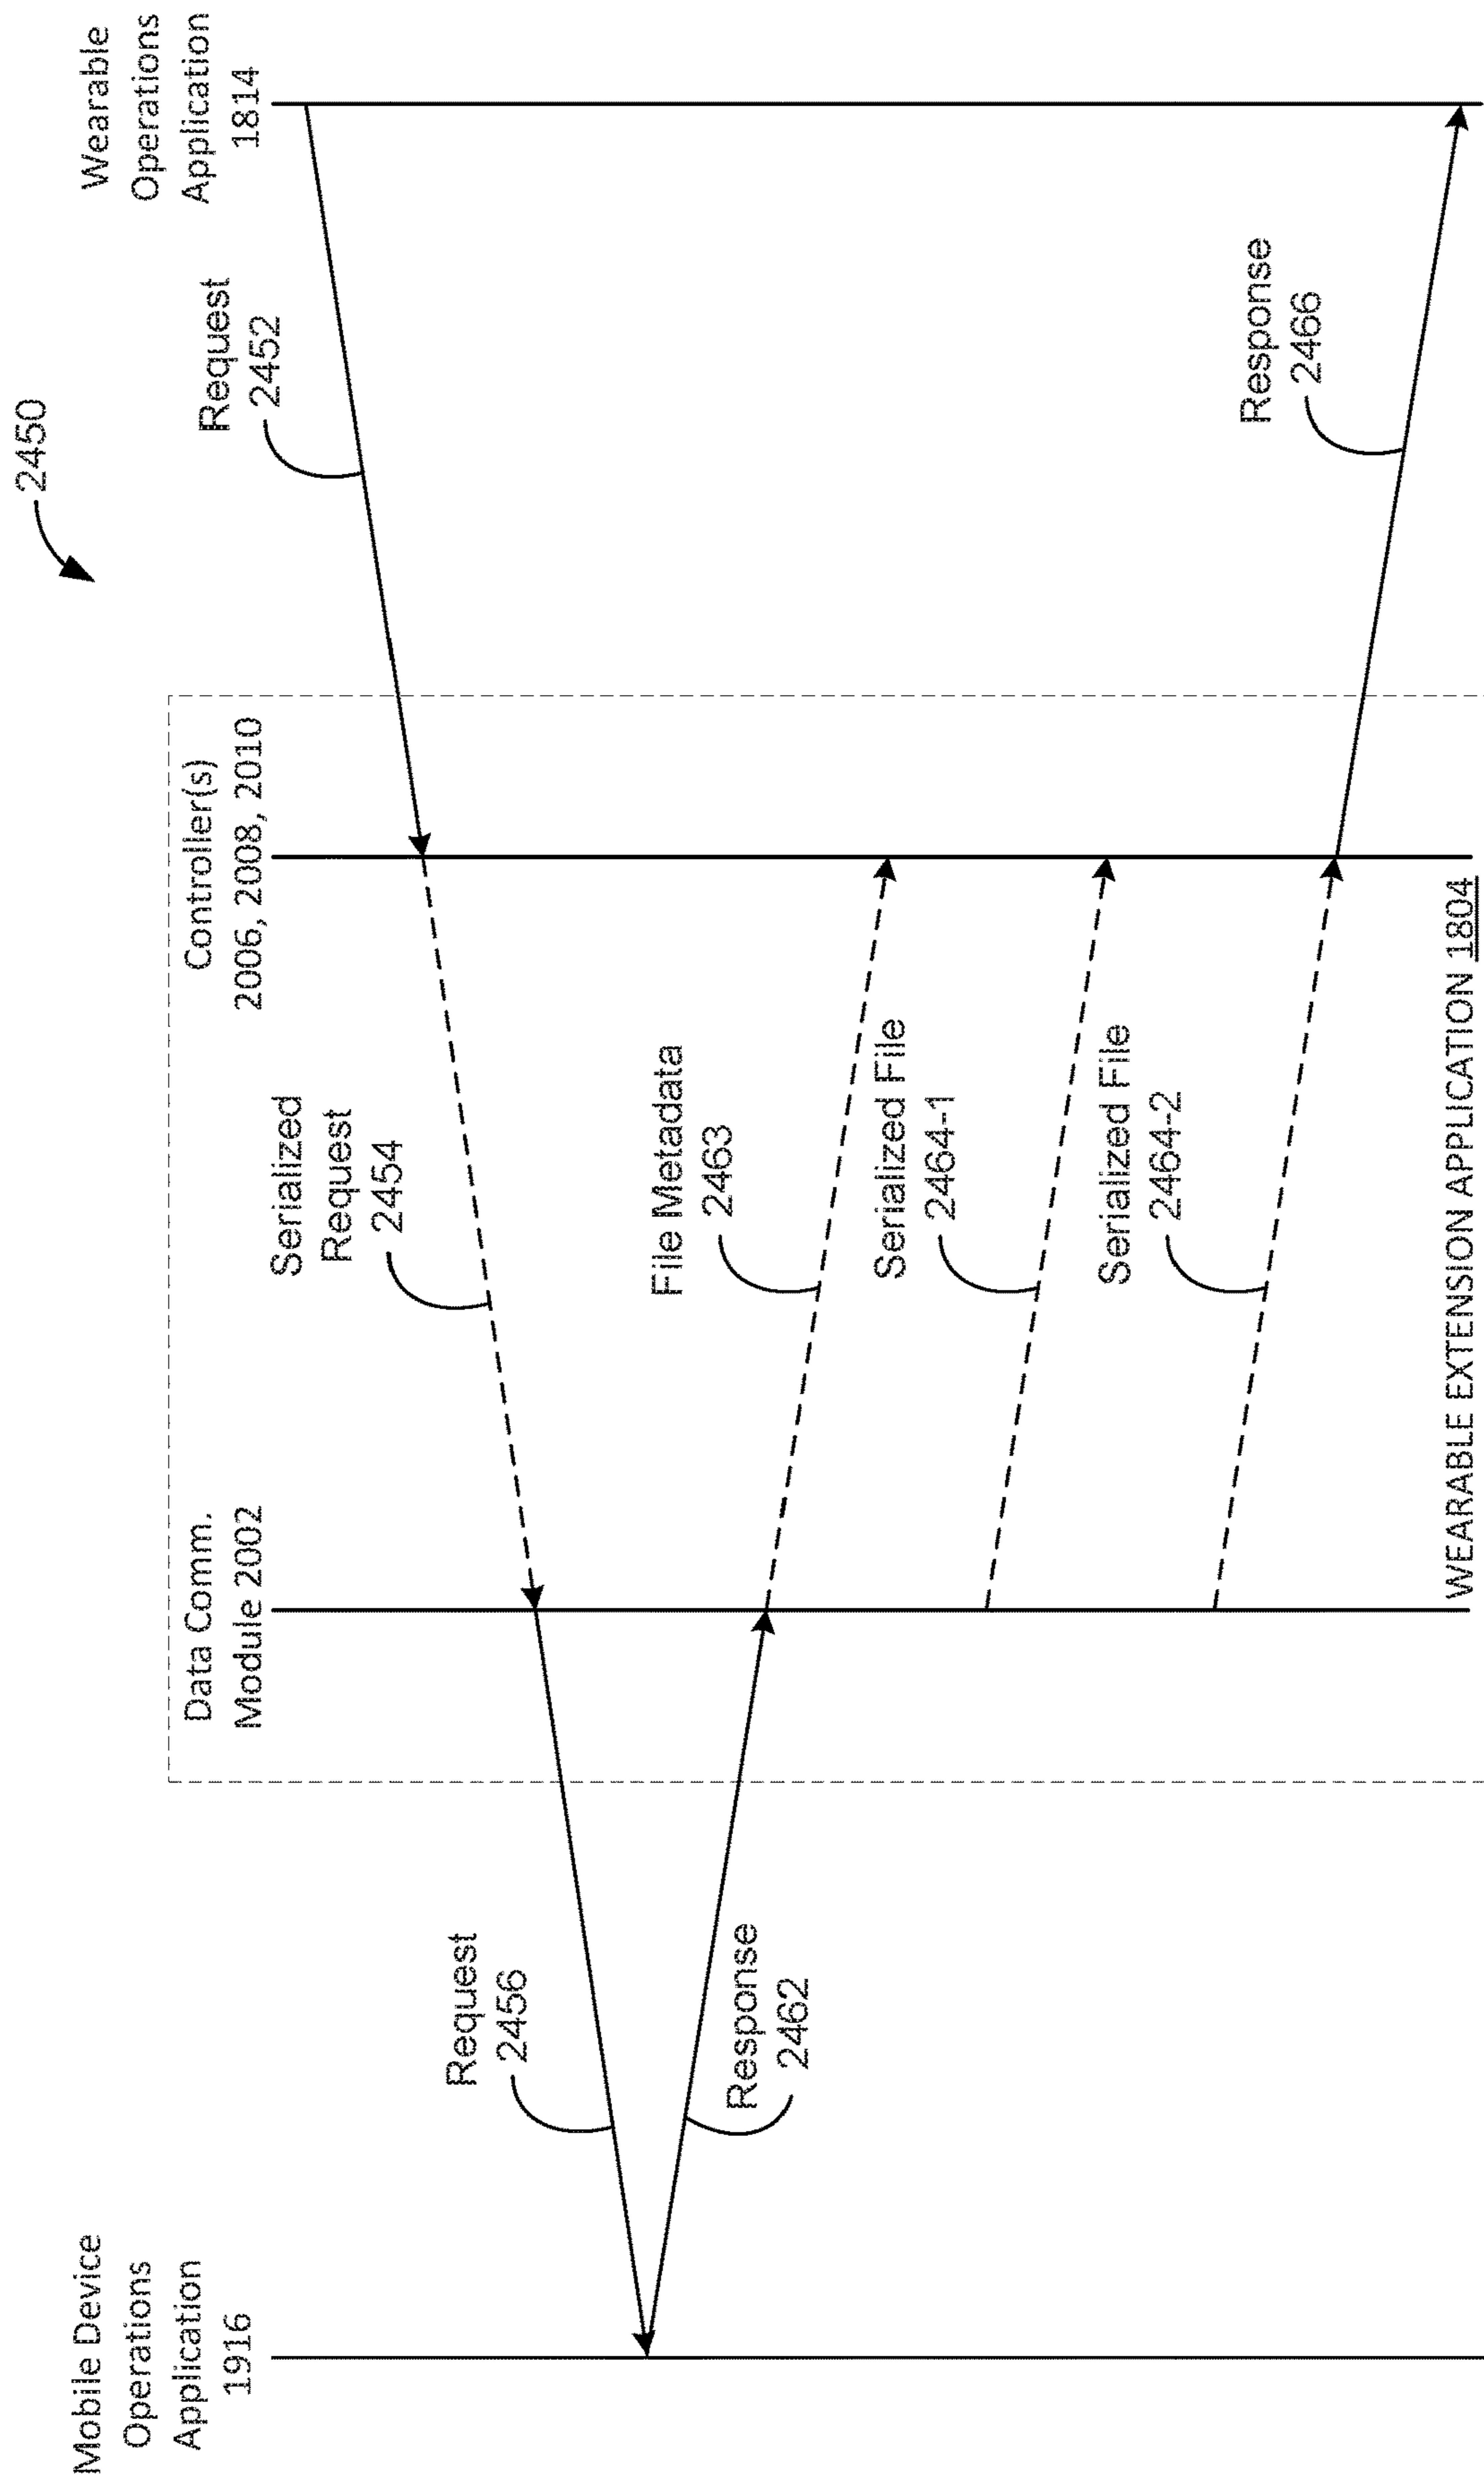 2450
Mobile Device
Operations
Application
1916
Data Comm.
Module 2002
Controller(s)
2006, 2008, 2010
Wearable
Operations
Application
1814
Request
2452
Serialized
Request
2454
Request
2456
Response
2462
File Metadata
2463
Serialized File
2464-1
Serialized File
2464-2
Response
2466
WEARABLE EXTENSION APPLICATION 1804